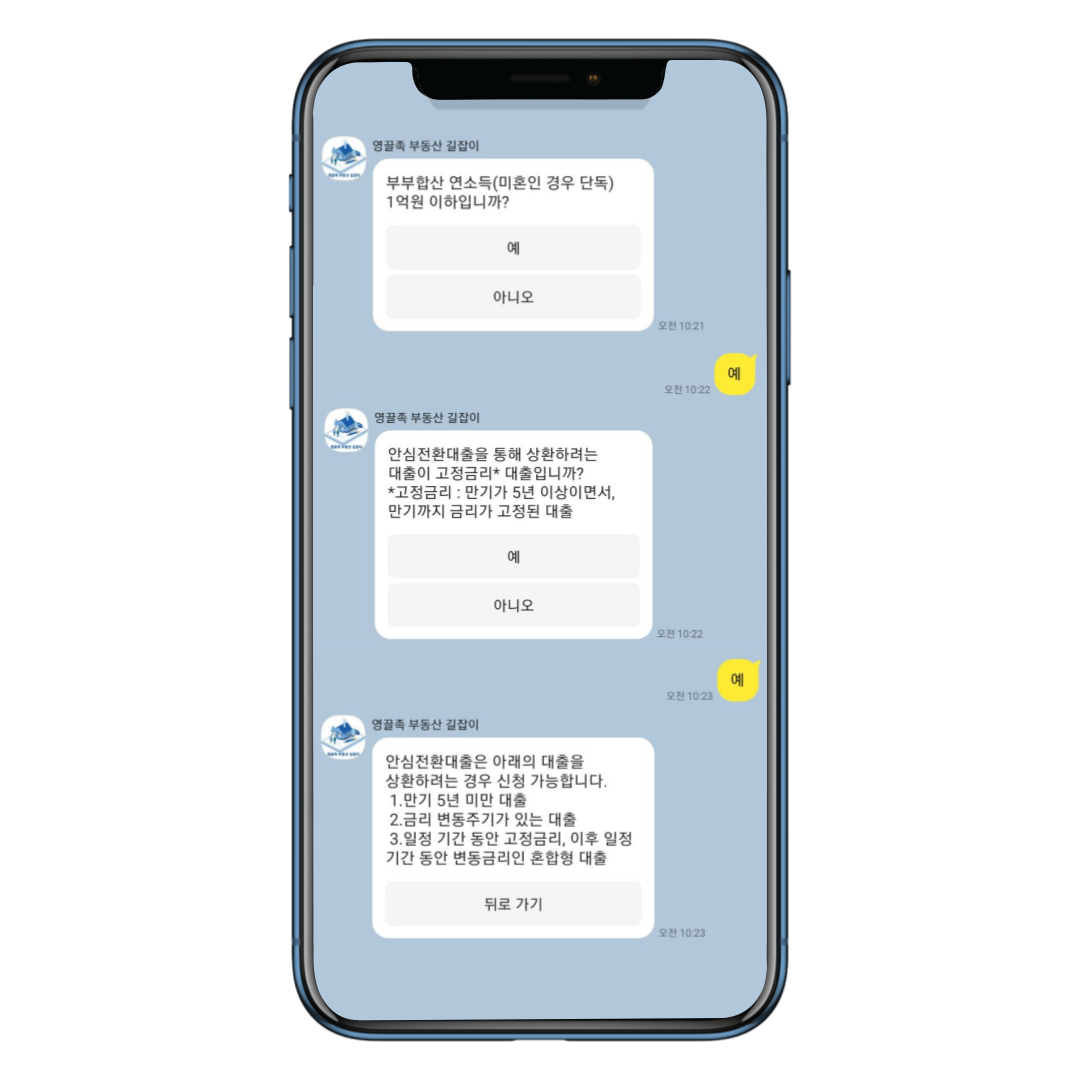 영끌족 부동산 길잡이
부부합산 연소득(미혼인 경우 단독)
1억원 이하입니까?
예
아니오
오전 10:21
예
오전 10:22
영끌족 부동산 길잡이
안심전환대출을 통해 상환하려는
대출이 고정금리* 대출입니까?
*고정금리 : 만기가 5년 이상이면서,
만기까지 금리가 고정된 대출
예
아니오
오전 10:22
예
오전 10:23
영끌족 부동산 길잡이
안심전환대출은 아래의 대출을
상환하려는 경우 신청 가능합니다.
1.만기 5년 미만 대출
2.금리 변동주기가 있는 대출
3.일정 기간 동안 고정금리, 이후 일정
기간 동안 변동금리인 혼합형 대출
뒤로 가기
오전 10:23